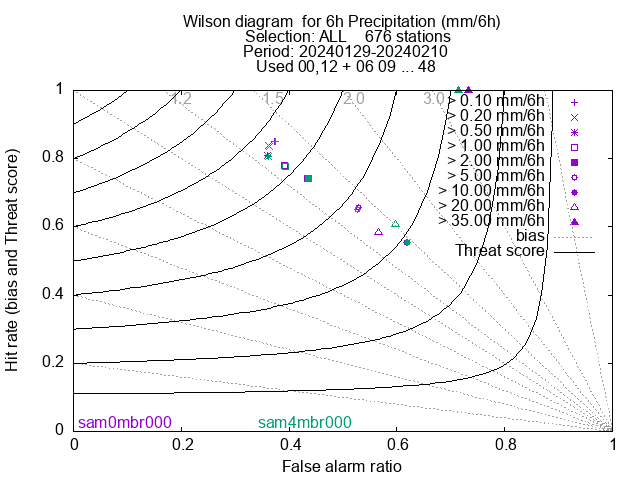 Wilson diagram  for 6h Precipitation (mm/6h)
Selection: ALL    676 stations
Period: 20240129-20240210
Used 00,12 + 06 09 ... 48
1.2 1.5 2.0 3.0
> 0.10 mm/6h
> 0.20 mm/6h
> 0.50 mm/6h
> 1.00 mm/6h
> 2.00 mm/6h
> 5.00 mm/6h
> 10.00 mm/6h
> 20.00 mm/6h
> 35.00 mm/6h
bias
Threat score
Hit rate (bias and Threat score)
1
0.8
0.6
0.4
0.2
0
sam0mbr000 sam4mbr000
0 0.2 0.4 0.6 0.8 1
False alarm ratio